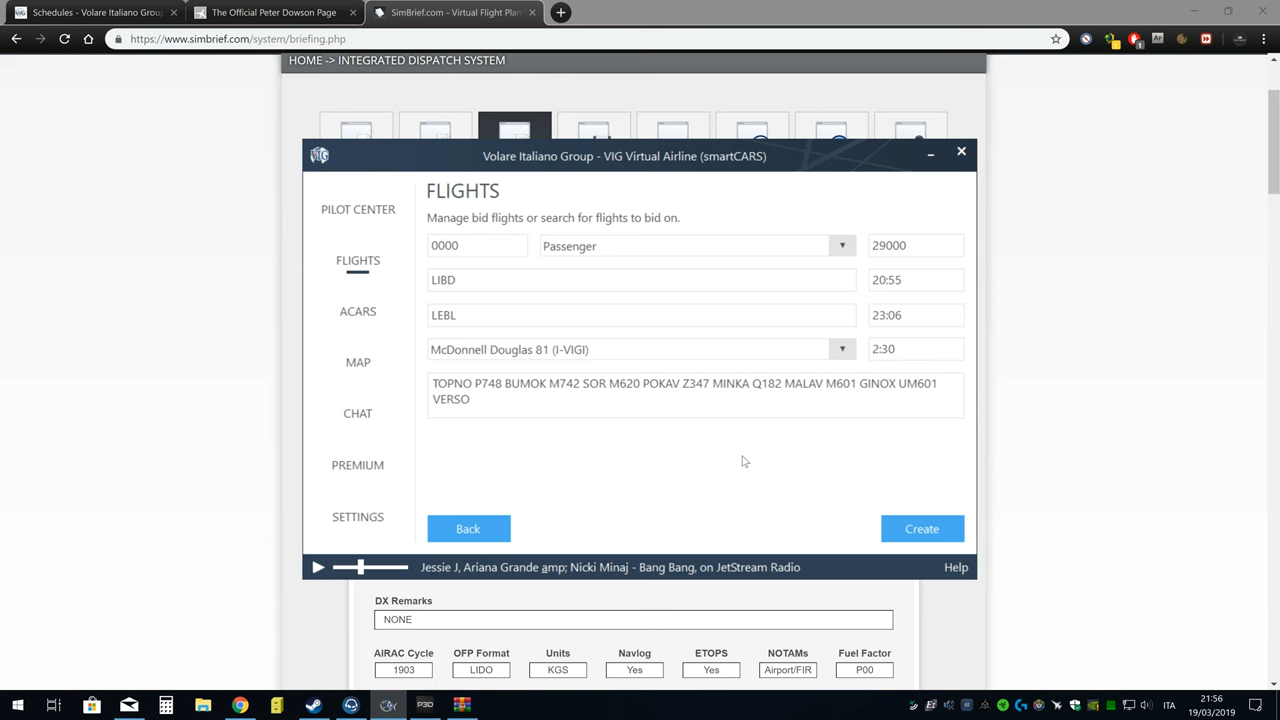 Schedules - Volare Italiano Grou
The Official Peter Dowson Page
SimBrief.com - Virtual Flight Plan
https://www.simbrief.com/system/briefing.php
HOME -> INTEGRATED DISPATCH SYSTEM
VIG
Volare Italiano Group - VIG Virtual Airline (smartCARS)
PILOT CENTER
FLIGHTS
ACARS
MAP
CHAT
PREMIUM
SETTINGS
FLIGHTS
Manage bid flights or search for flights to bid on.
0000
Passenger
29000
LIBD
20:55
LEBL
23:06
McDonnell Douglas 81 (I-VIGI)
2:30
TOPNO P748 BUMOK M742 SOR M620 POKAV Z347 MINKA Q182 MALAV M601 GINOX UM601
VERSO
Back
Create
Jessie J, Ariana Grande amp; Nicki Minaj - Bang Bang, on JetStream Radio
Help
DX Remarks
NONE
AIRAC Cycle
OFP Format
Units
Navlog
ETOPS
NOTAMs
Fuel Factor
1903
LIDO
KGS
Yes
Yes
Airport/FIR
P00
P3D
ITA
21:56
19/03/2019